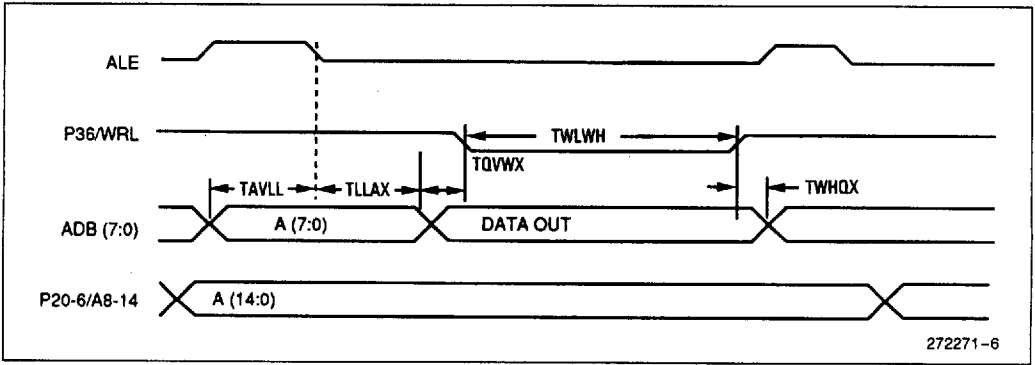 ALE
P36/WRL
TWLWH
TQVWX
TAVLL
TLLAX
TWHQX
ADB (7:0)
A (7:0)
DATA OUT
P20-6/A8-14
A (14:0)
272271-6